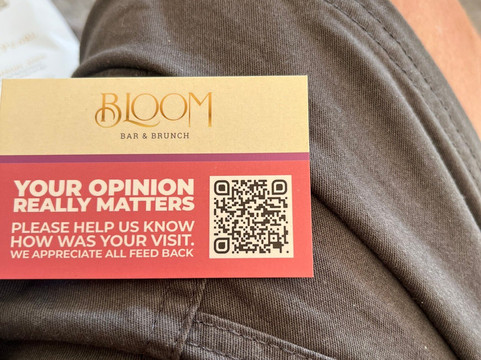 BLOOM
BAR & BRUNCH
YOUR OPINION
REALLY MATTERS
PLEASE HELP US KNOW
HOW WAS YOUR VISIT.
WE APPRECIATE ALL FEED BACK